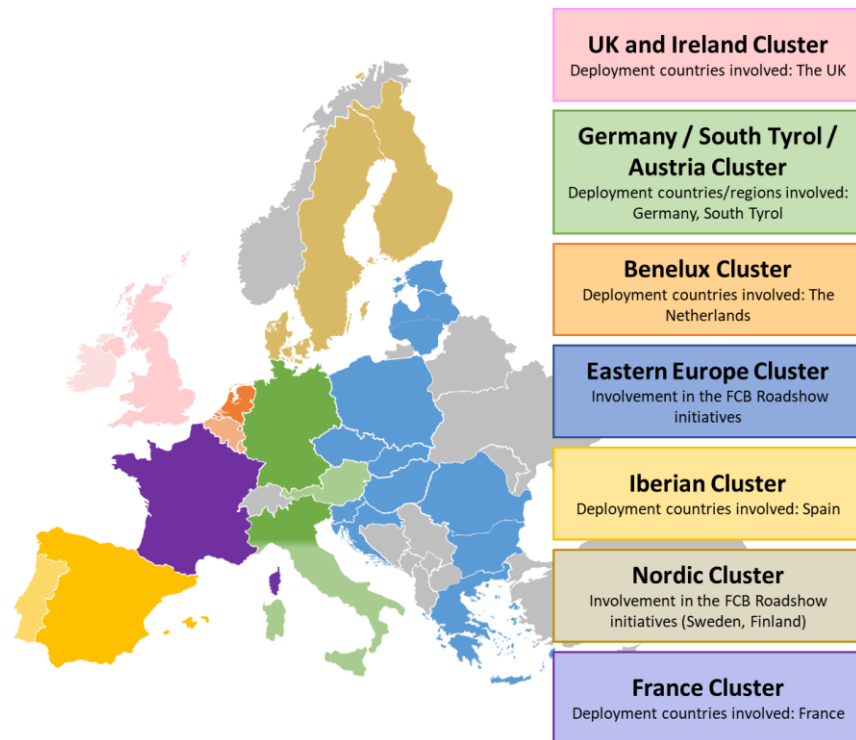 UK and Ireland Cluster
Deployment countries involved: The UK
Germany / South Tyrol /
Austria Cluster
Deployment countries/regions involved:
Germany, South Tyrol
Benelux Cluster
Deployment countries involved: The
Netherlands
Eastern Europe Cluster
Involvement in the FCB Roadshow
initiatives
Iberian Cluster
Deployment countries involved: Spain
Nordic Cluster
Involvement in the FCB Roadshow
initiatives (Sweden, Finland)
France Cluster
Deployment countries involved: France